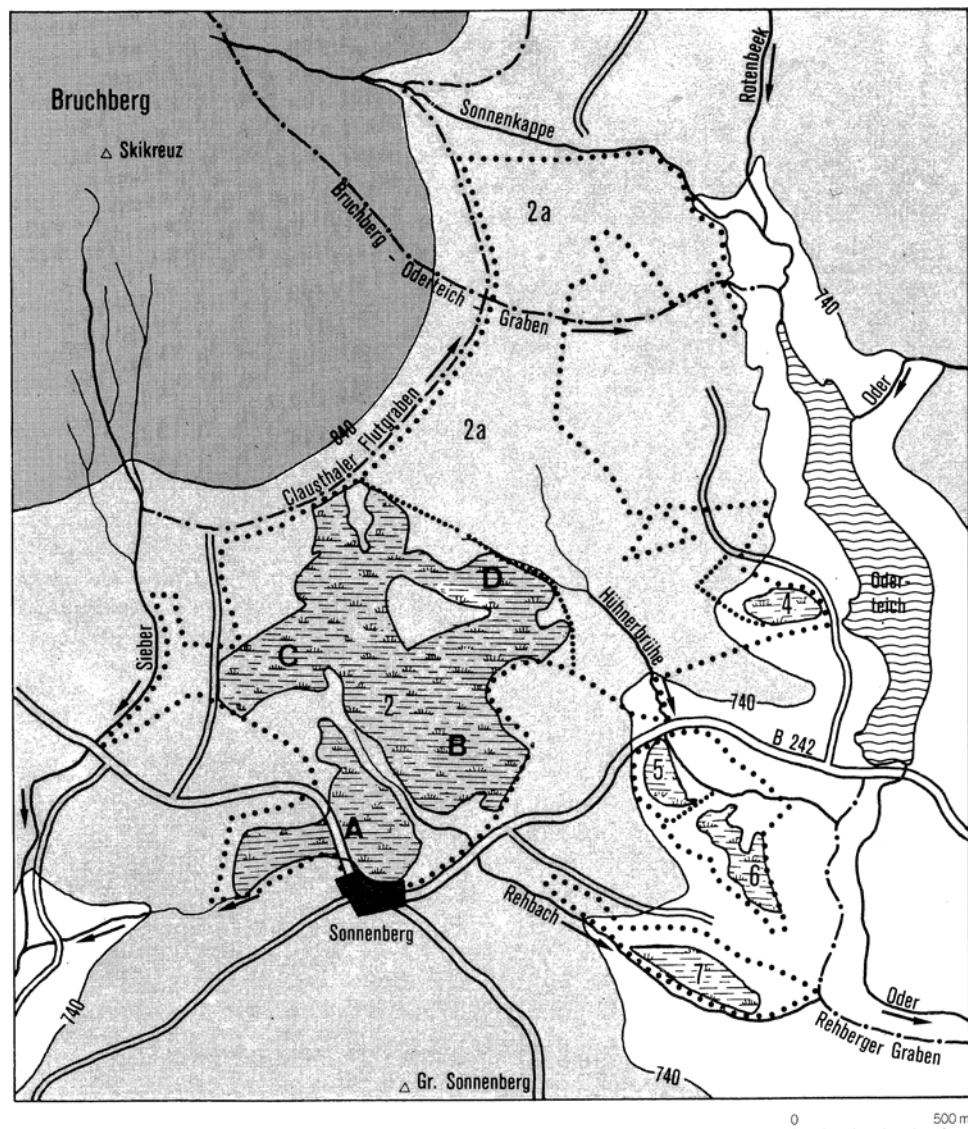 Bruchberg
△ Skikreuz
Sonnenkappe
Rotenbeek
2a
Bruchberg - Oderteich - Graben
740
Oder
840
Clausthaler Flutgraben
2a
D
4
Oder-
teich
Hühnerbrühe
Sieber
C
2
740
B
B 242
5
A
6
Sonnenberg
Rehbach
7
740
Oder
Rehberger Graben
740
△ Gr. Sonnenberg
0 500 m